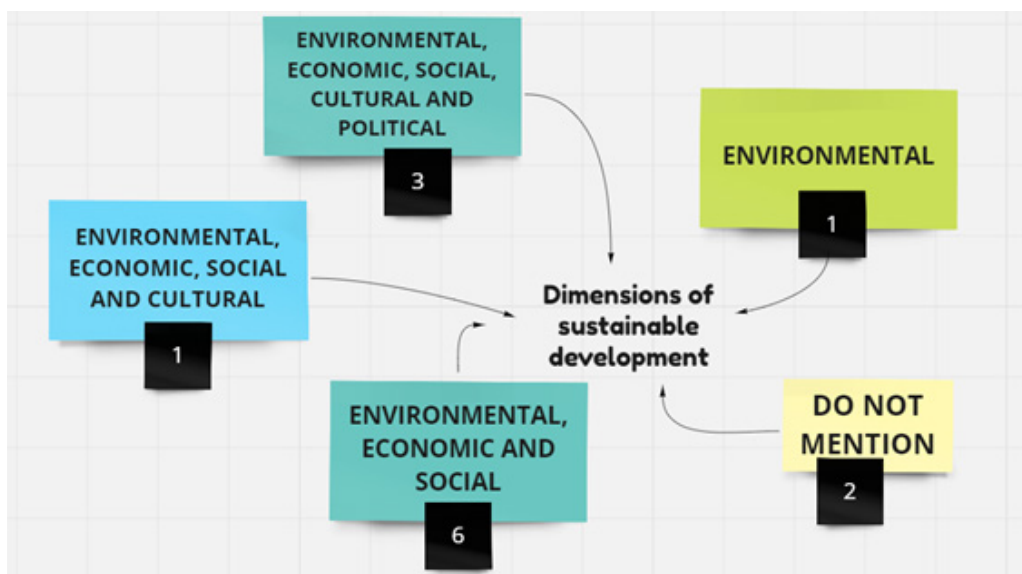 ENVIRONMENTAL,
ECONOMIC, SOCIAL,
CULTURAL AND
POLITICAL
3
ENVIRONMENTAL
1
ENVIRONMENTAL,
ECONOMIC, SOCIAL
AND CULTURAL
1
Dimensions of
sustainable
development
ENVIRONMENTAL,
ECONOMIC AND
SOCIAL
6
DO NOT
MENTION
2